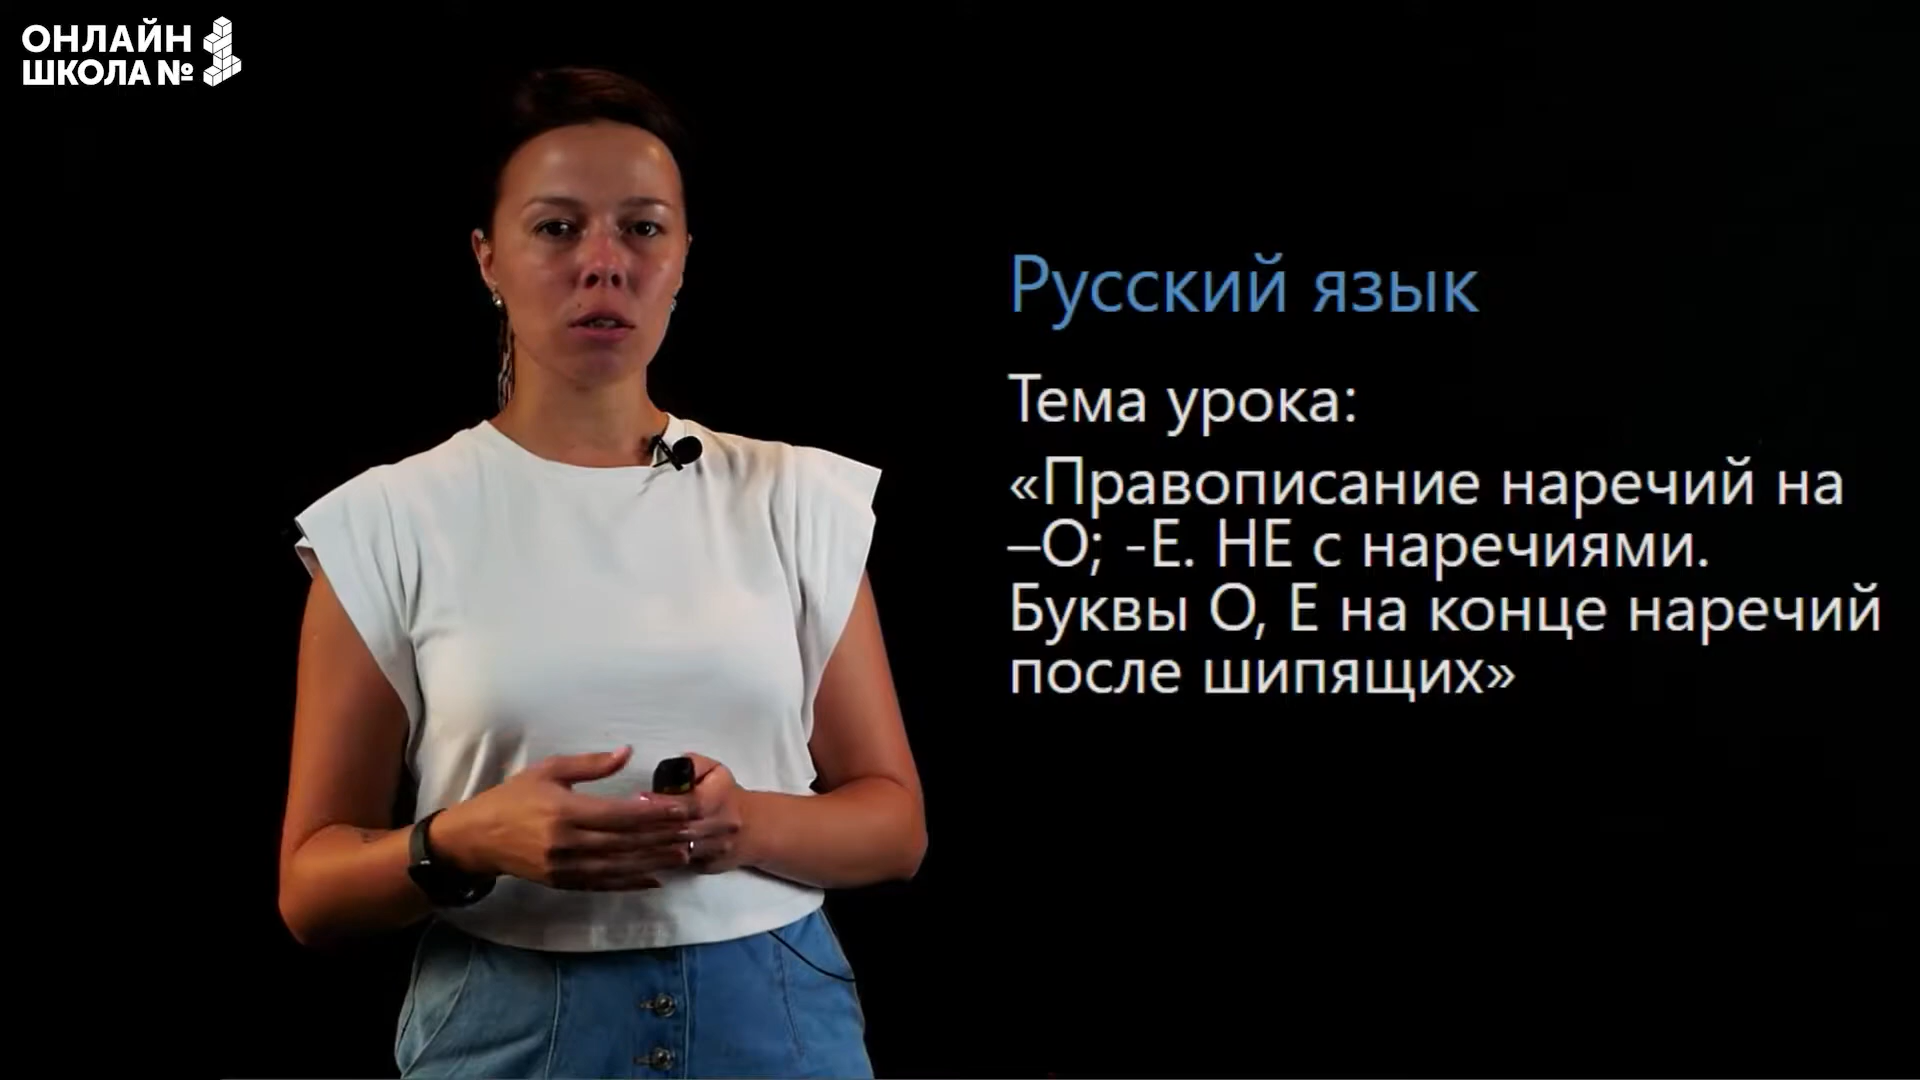 ОНЛАЙН
ШКОЛА №
Русский язык
Тема урока:
«Правописание наречий на
–О; -Е. НЕ с наречиями.
Буквы О, Е на конце наречий
после шипящих»